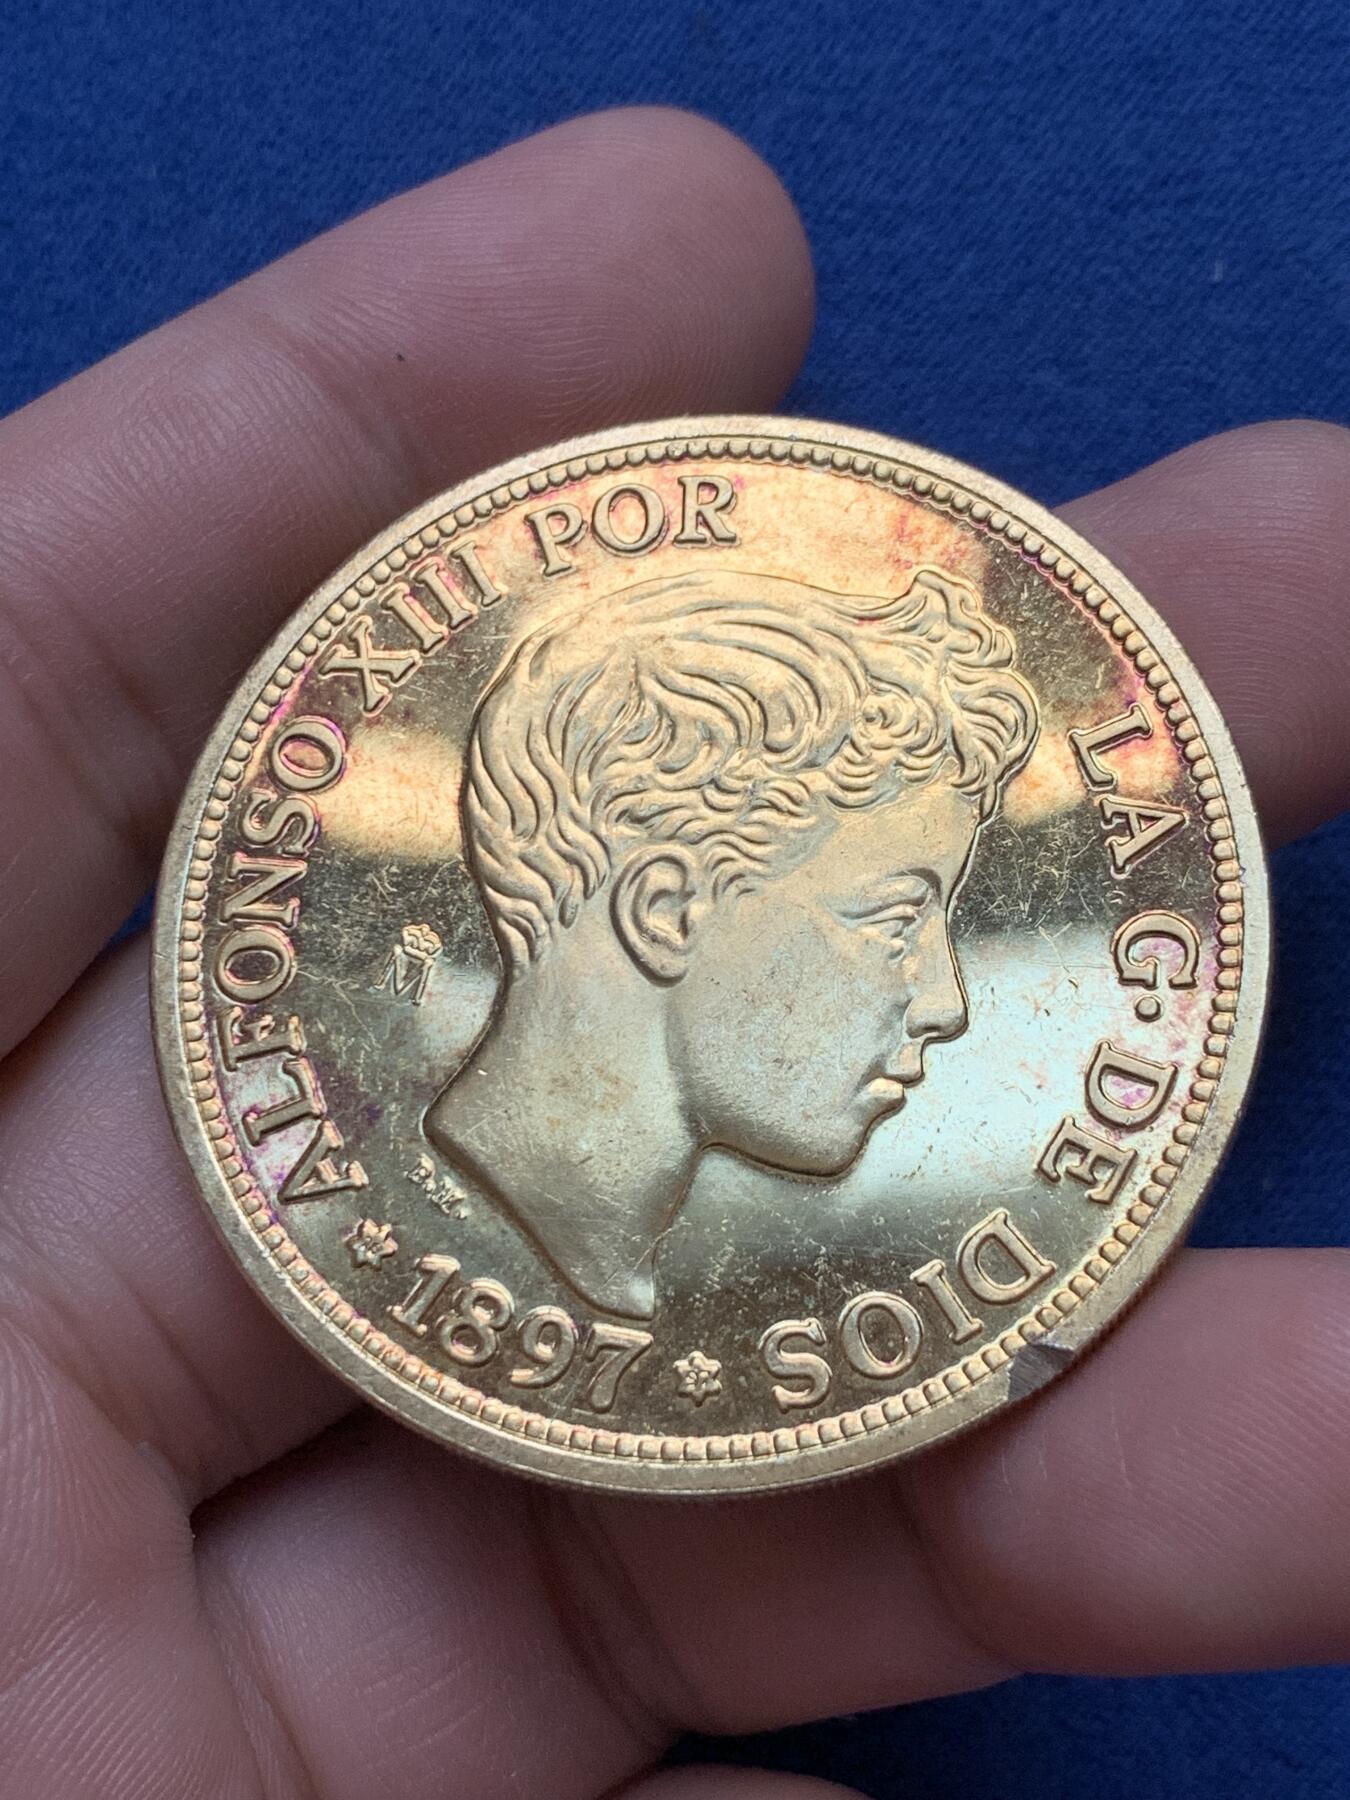 ALFONSO XIII POR LA G. DE DIOS
1897
M
B.M.